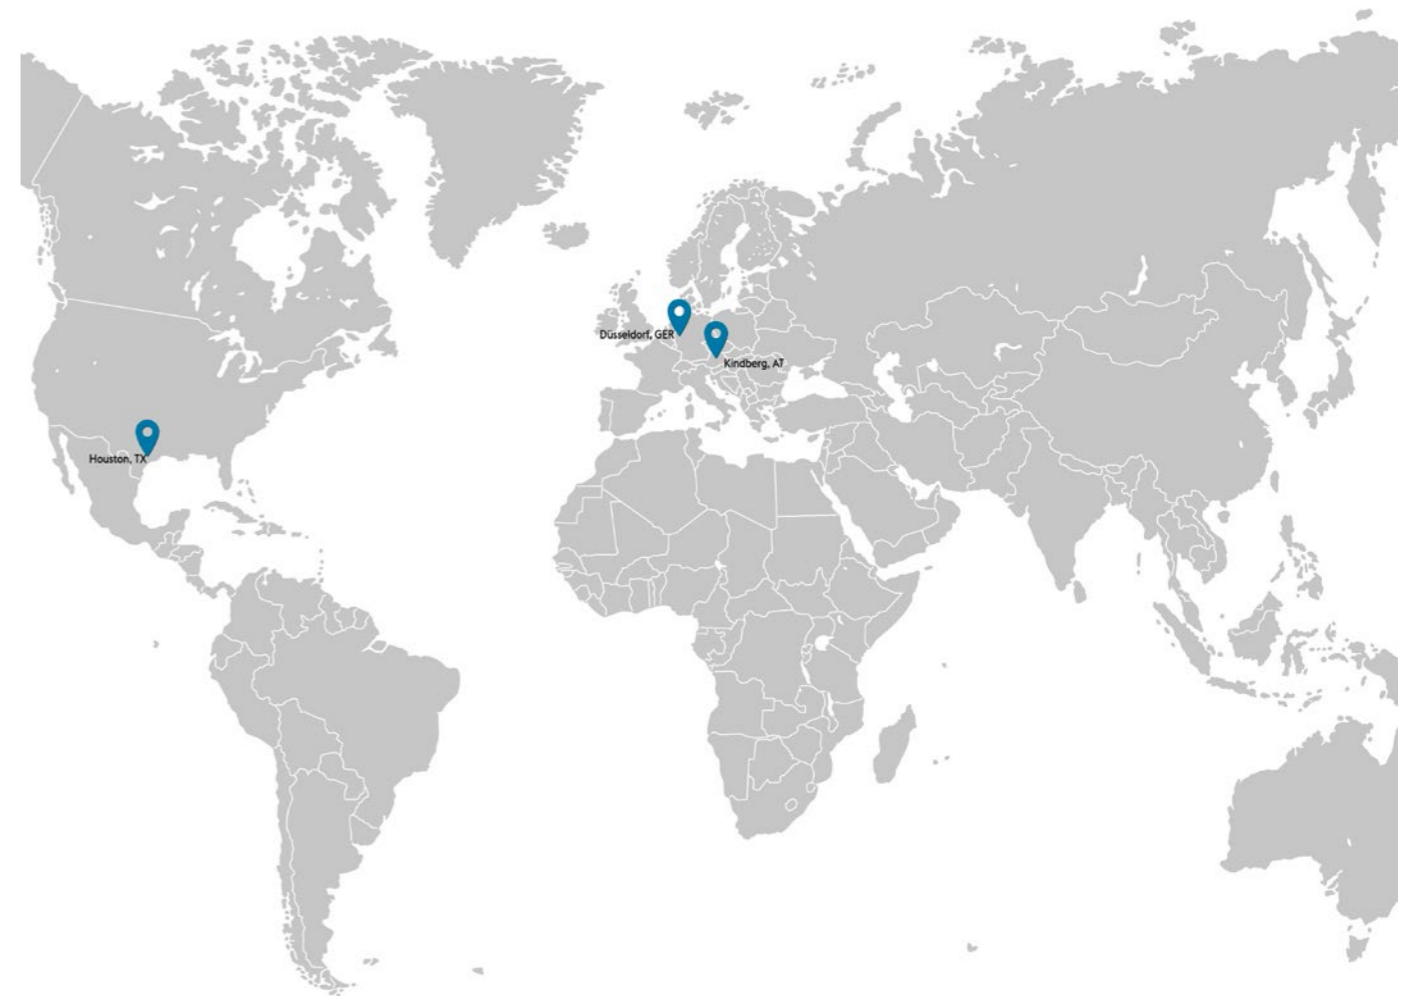 Düsseldorf, GER
Kindberg, AT
Houston, TX